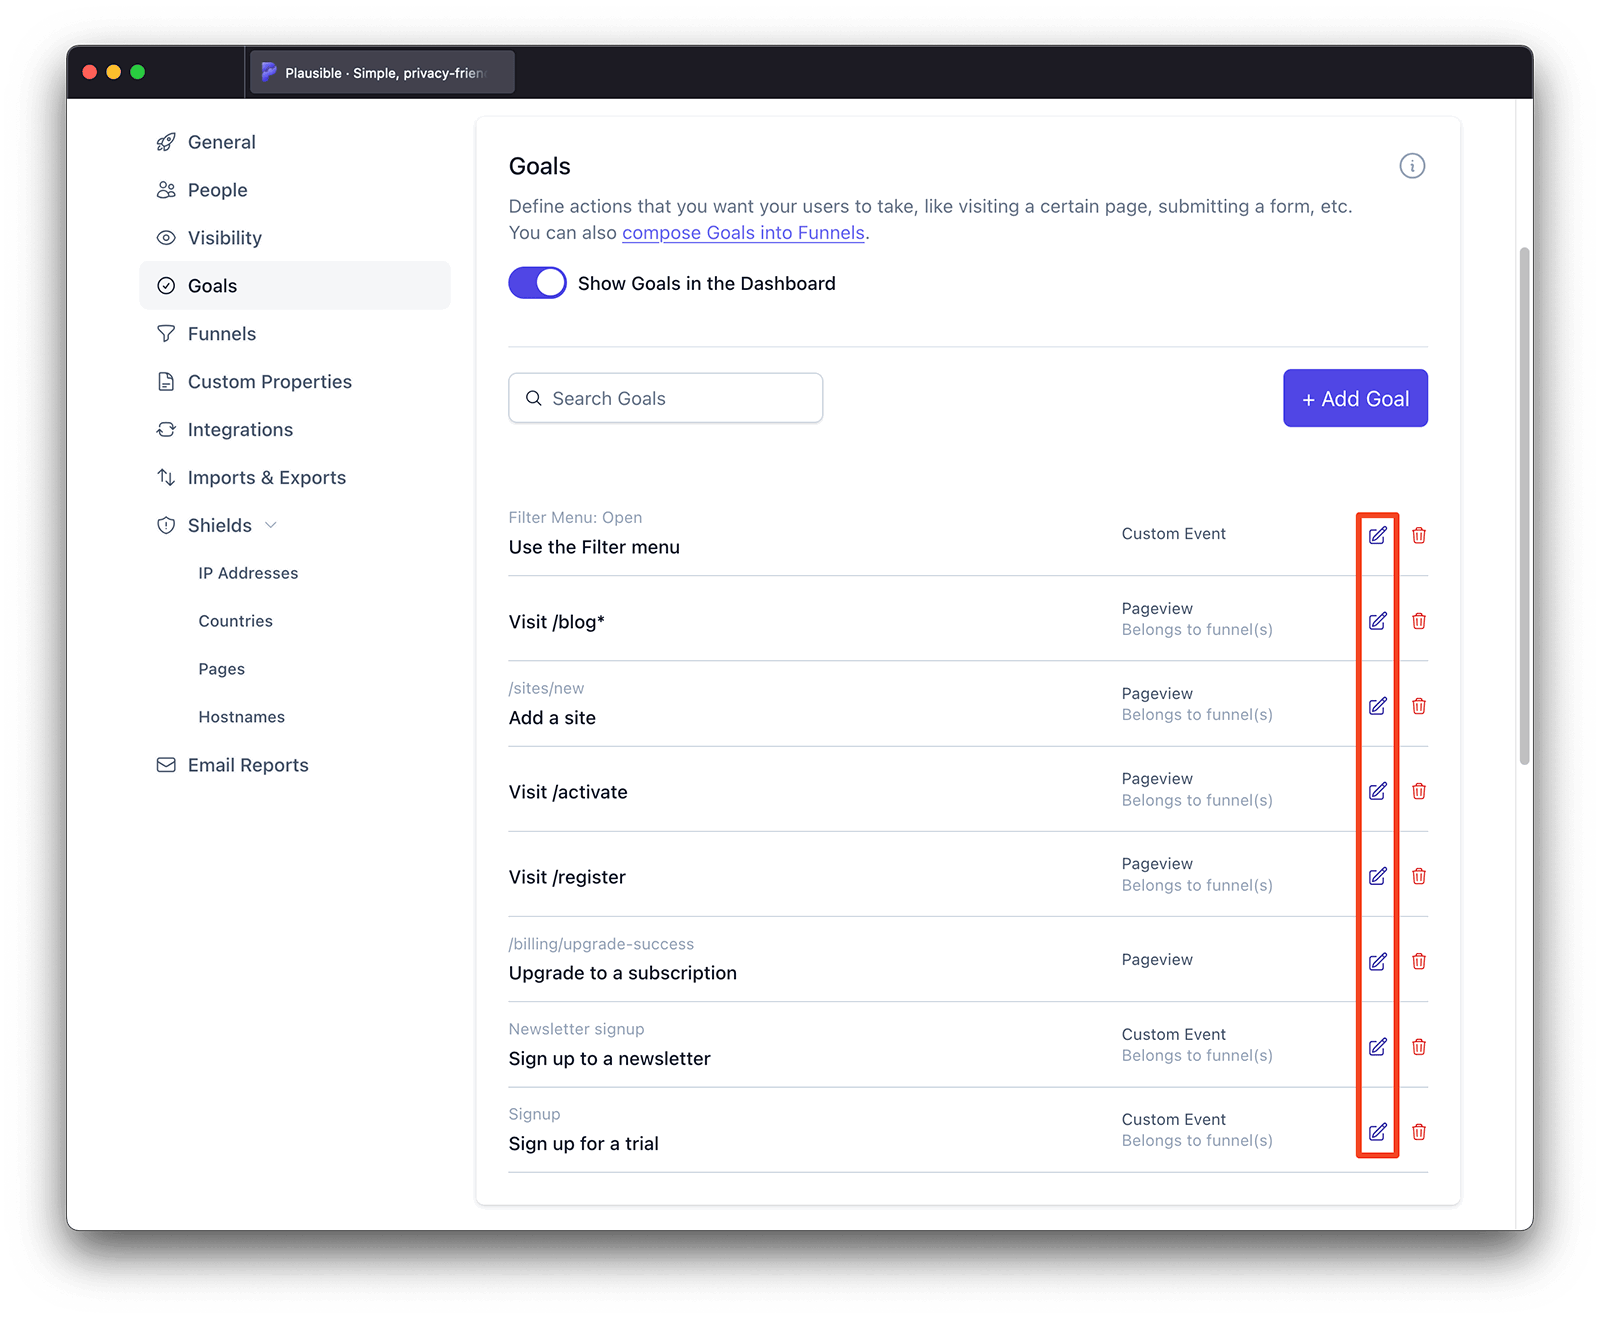 Plausible · Simple, privacy-frien
General
People
Visibility
Goals
Funnels
Custom Properties
Integrations
Imports & Exports
Shields
IP Addresses
Countries
Pages
Hostnames
Email Reports
Goals
Define actions that you want your users to take, like visiting a certain page, submitting a form, etc.
You can also compose Goals into Funnels.
Show Goals in the Dashboard
Search Goals
+ Add Goal
Filter Menu: Open
Use the Filter menu
Custom Event
Visit /blog*
Pageview
Belongs to funnel(s)
/sites/new
Add a site
Pageview
Belongs to funnel(s)
Visit /activate
Pageview
Belongs to funnel(s)
Visit /register
Pageview
Belongs to funnel(s)
/billing/upgrade-success
Upgrade to a subscription
Pageview
Newsletter signup
Sign up to a newsletter
Custom Event
Belongs to funnel(s)
Signup
Sign up for a trial
Custom Event
Belongs to funnel(s)